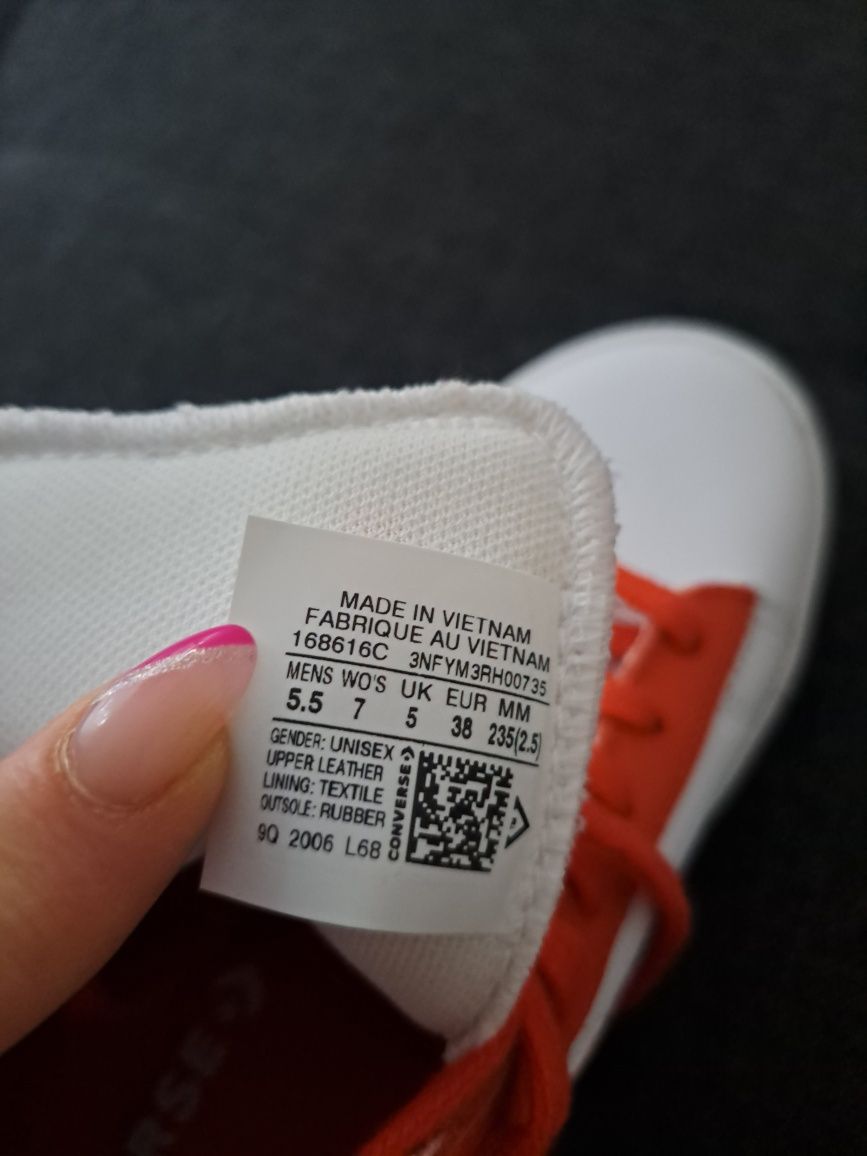 MADE IN VIETNAM
FABRIQUE AU VIETNAM
168616C 3NFYM3RH00735
MENS WO'S UK EUR MM
5.5 7 5 38 235(2.5)
GENDER: UNISEX
UPPER LEATHER
LINING: TEXTILE
OUTSOLE: RUBBER
9Q 2006 L68
CONVERSE
RSE